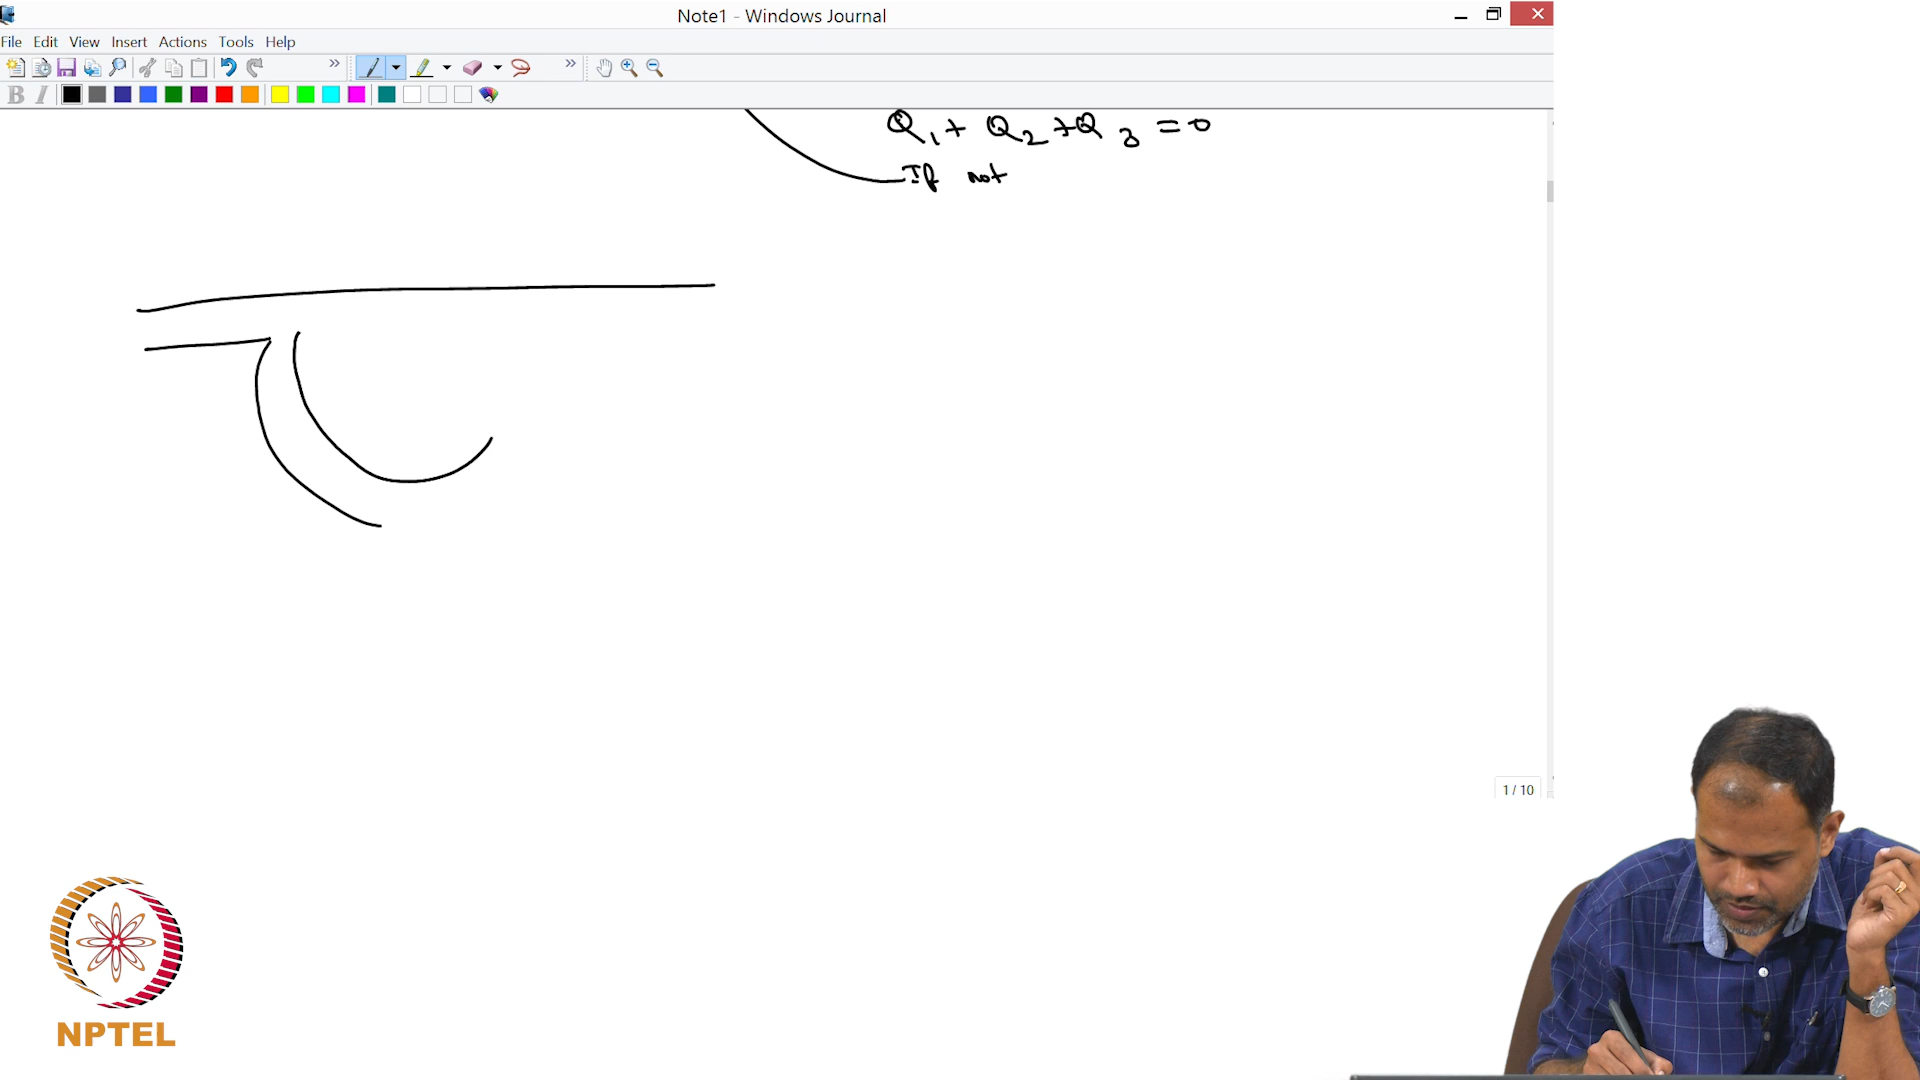 Note1 - Windows Journal
File Edit View Insert Actions Tools Help
B I
Q₁ + Q₂ + Q₃ = 0
If not
1 / 10
NPTEL